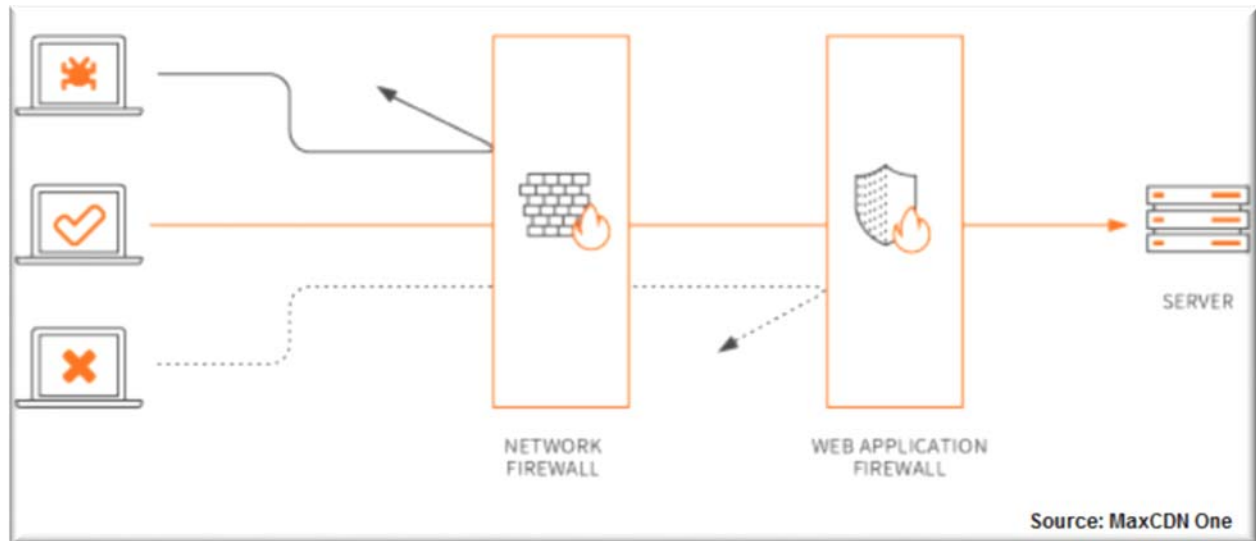 SERVER
NETWORK
FIREWALL
WEB APPLICATION
FIREWALL
Source: MaxCDN One